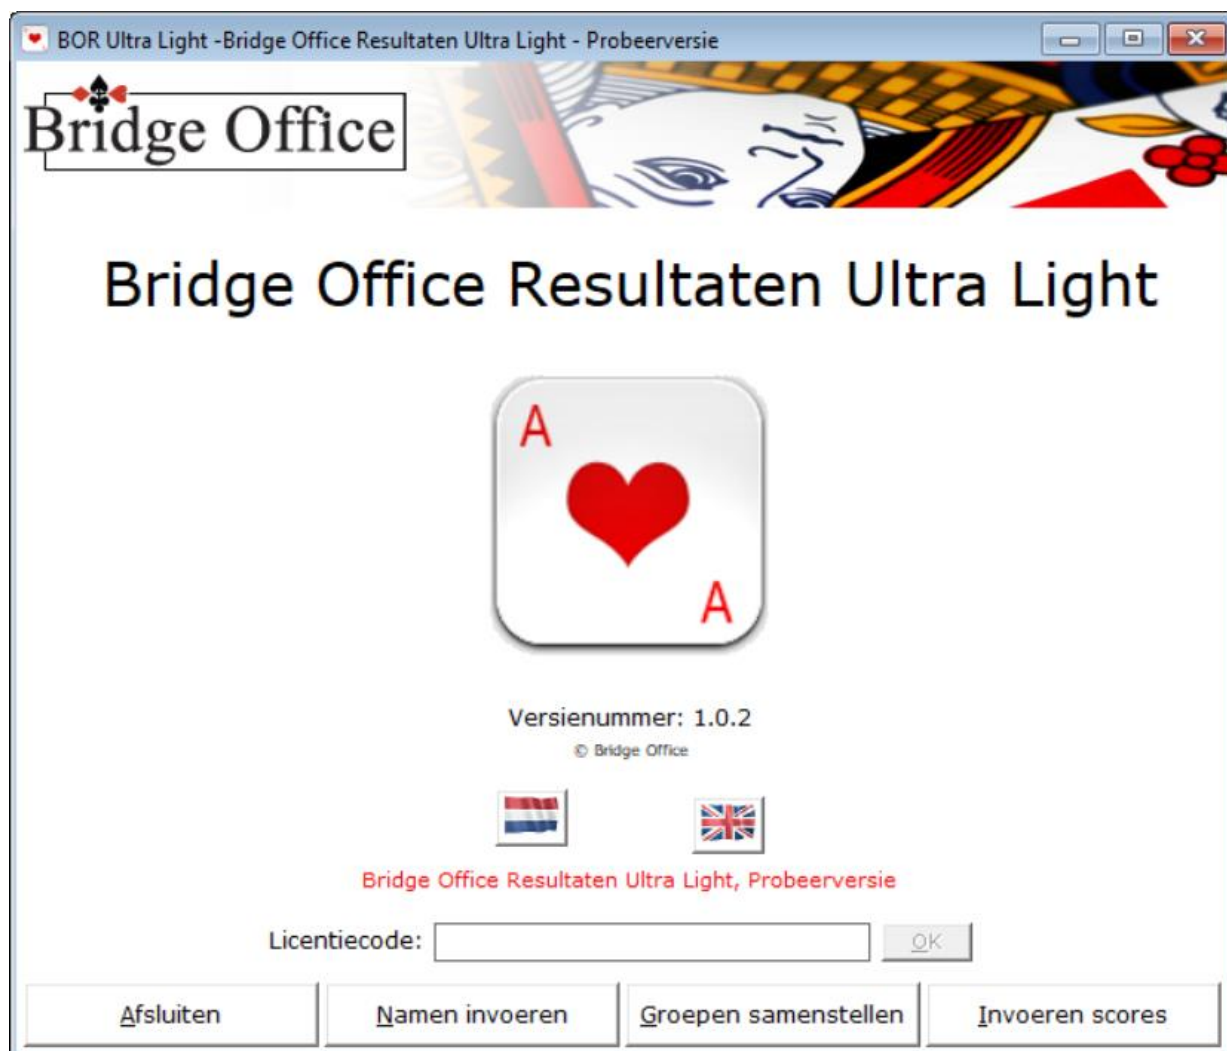 BOR Ultra Light -Bridge Office Resultaten Ultra Light - Probeerversie
Bridge Office
Bridge Office Resultaten Ultra Light
A
A
Versienummer: 1.0.2
© Bridge Office
Bridge Office Resultaten Ultra Light, Probeerversie
Licentiecode: OK
Afsluiten Namen invoeren Groepen samenstellen Invoeren scores